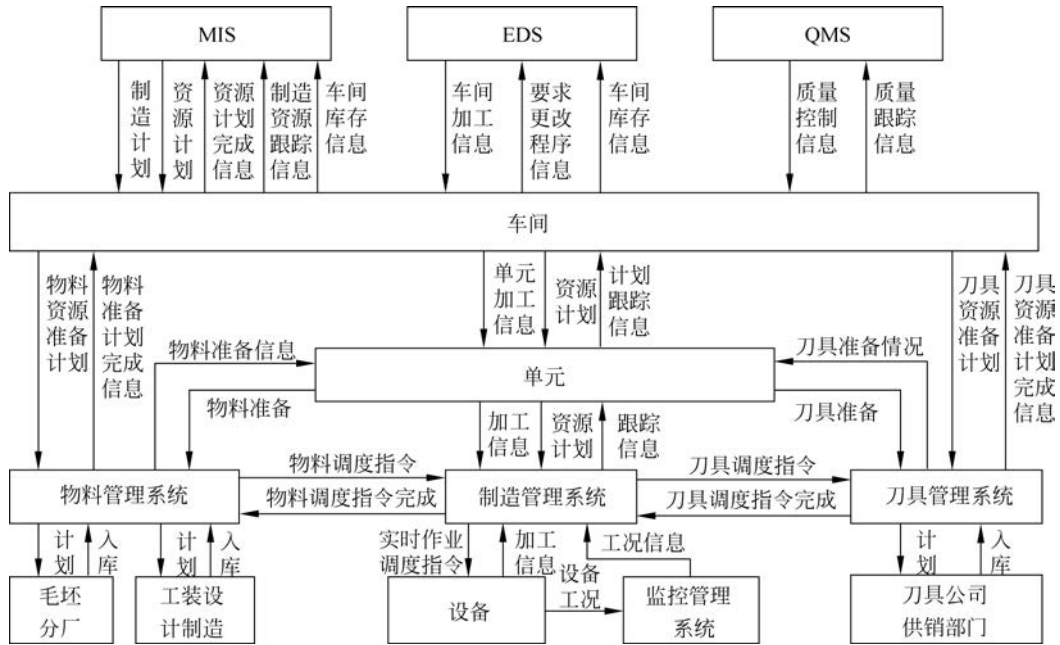 MIS
EDS
QMS
制造计划
资源计划
资源计划完成信息
制造资源跟踪信息
车间库存信息
车间加工信息
要求更改程序信息
车间库存信息
质量控制信息
质量跟踪信息
车间
物料资源准备计划
物料准备计划完成信息
单元加工信息
资源计划
计划跟踪信息
刀具资源准备计划
刀具资源准备计划完成信息
物料准备信息
刀具准备情况
单元
物料准备
刀具准备
加工信息
资源计划
跟踪信息
物料调度指令
刀具调度指令
物料管理系统
制造管理系统
刀具管理系统
物料调度指令完成
刀具调度指令完成
计划
入库
计划
入库
实时作业
调度指令
加工信息
工况信息
计划
入库
设备
工况
毛坯
分厂
工装设
计制造
设备
监控管理
系统
刀具公司
供销部门